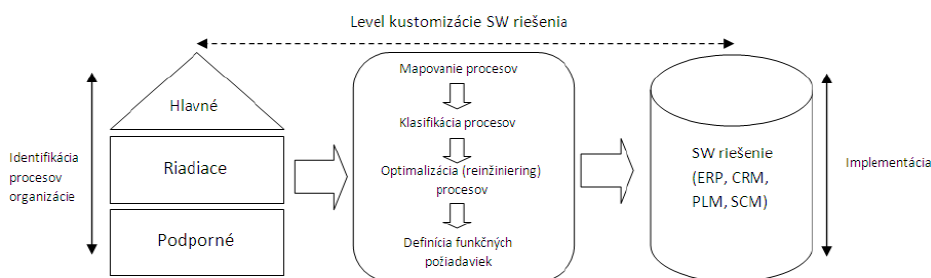 Level kustomizácie SW riešenia
Identifikácia
procesov
organizácie
Hlavné
Riadiace
Podporné
Mapovanie procesov
Klasifikácia procesov
Optimalizácia (reinžiniering)
procesov
Definícia funkčných
požiadaviek
SW riešenie
(ERP, CRM,
PLM, SCM)
Implementácia